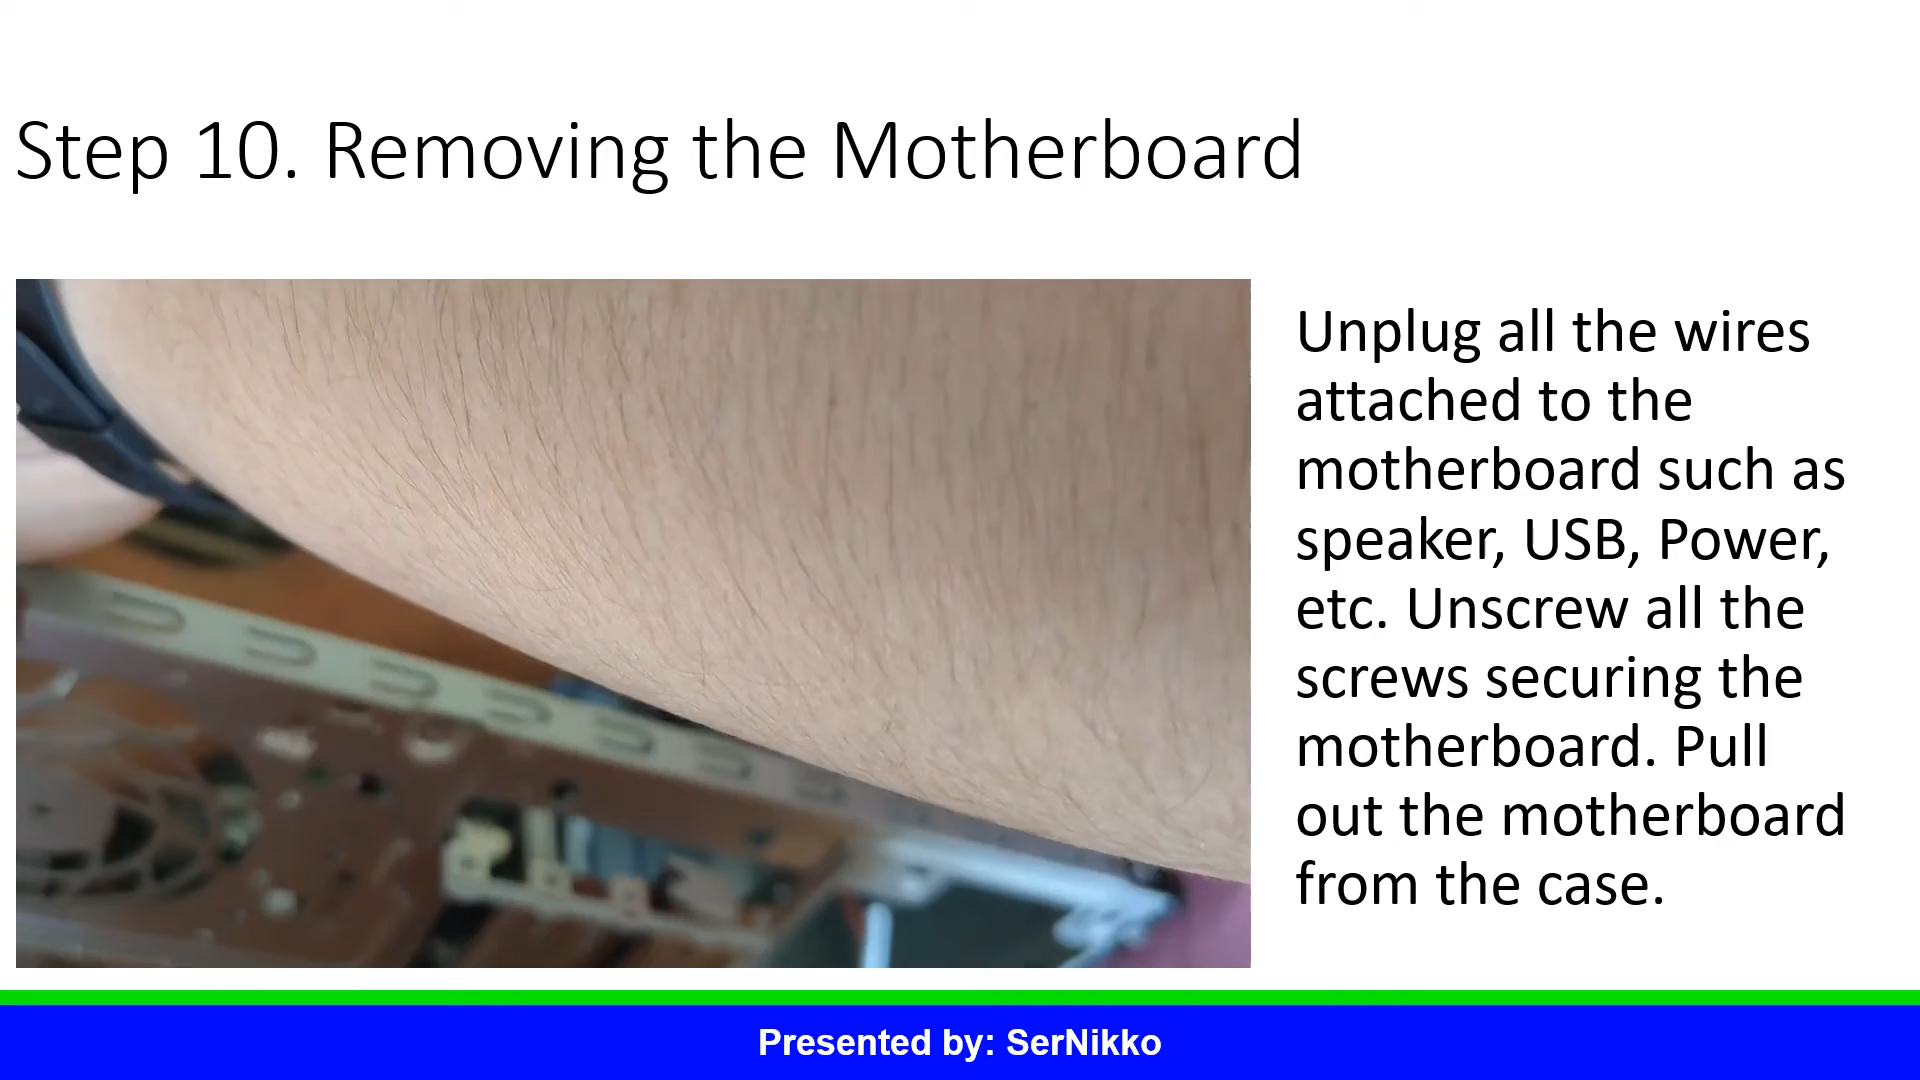 Step 10. Removing the Motherboard
Unplug all the wires
attached to the
motherboard such as
speaker, USB, Power,
etc. Unscrew all the
screws securing the
motherboard. Pull
out the motherboard
from the case.
Presented by: SerNikko